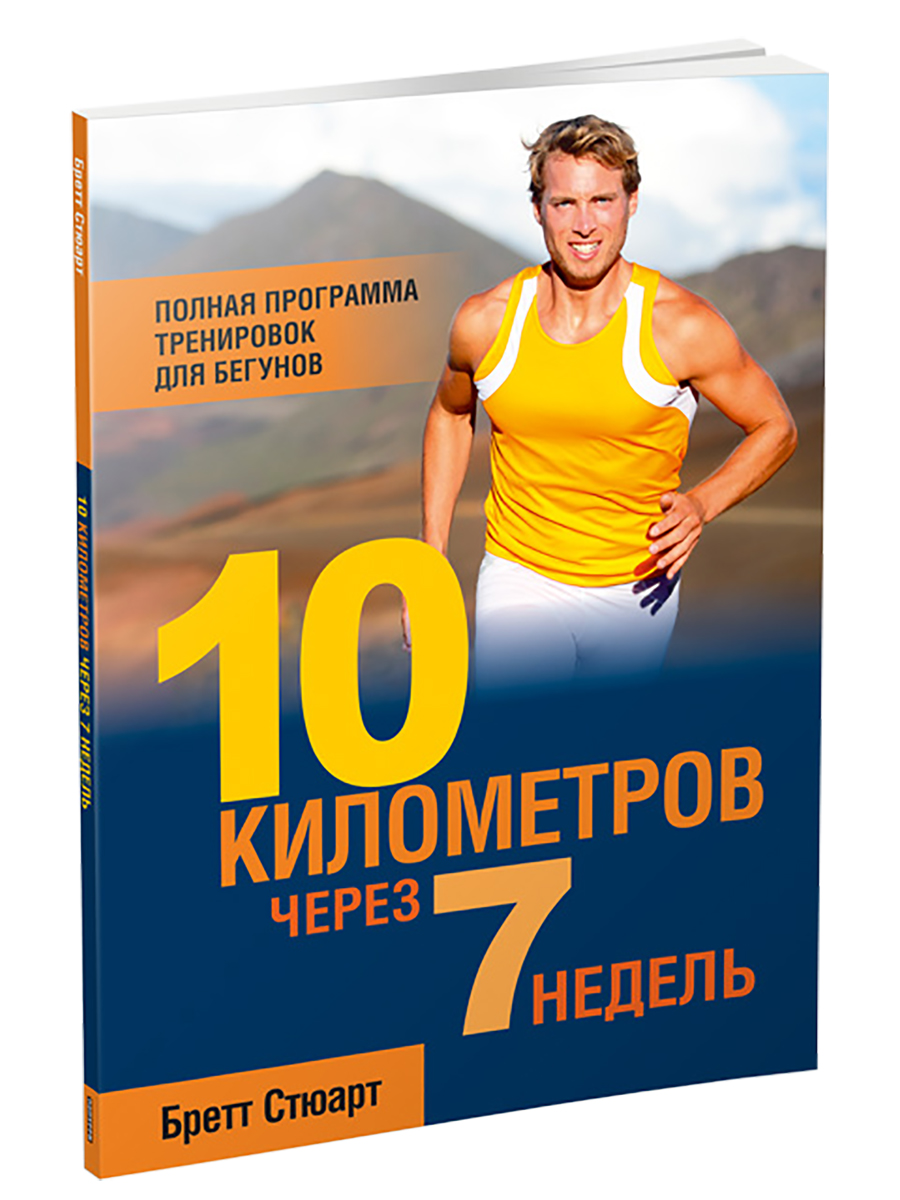 ПОЛНАЯ ПРОГРАММА
ТРЕНИРОВОК
ДЛЯ БЕГУНОВ
10
КИЛОМЕТРОВ
ЧЕРЕЗ 7
НЕДЕЛЬ
Бретт Стюарт
Бретт Стюарт
10 КИЛОМЕТРОВ ЧЕРЕЗ 7 НЕДЕЛЬ